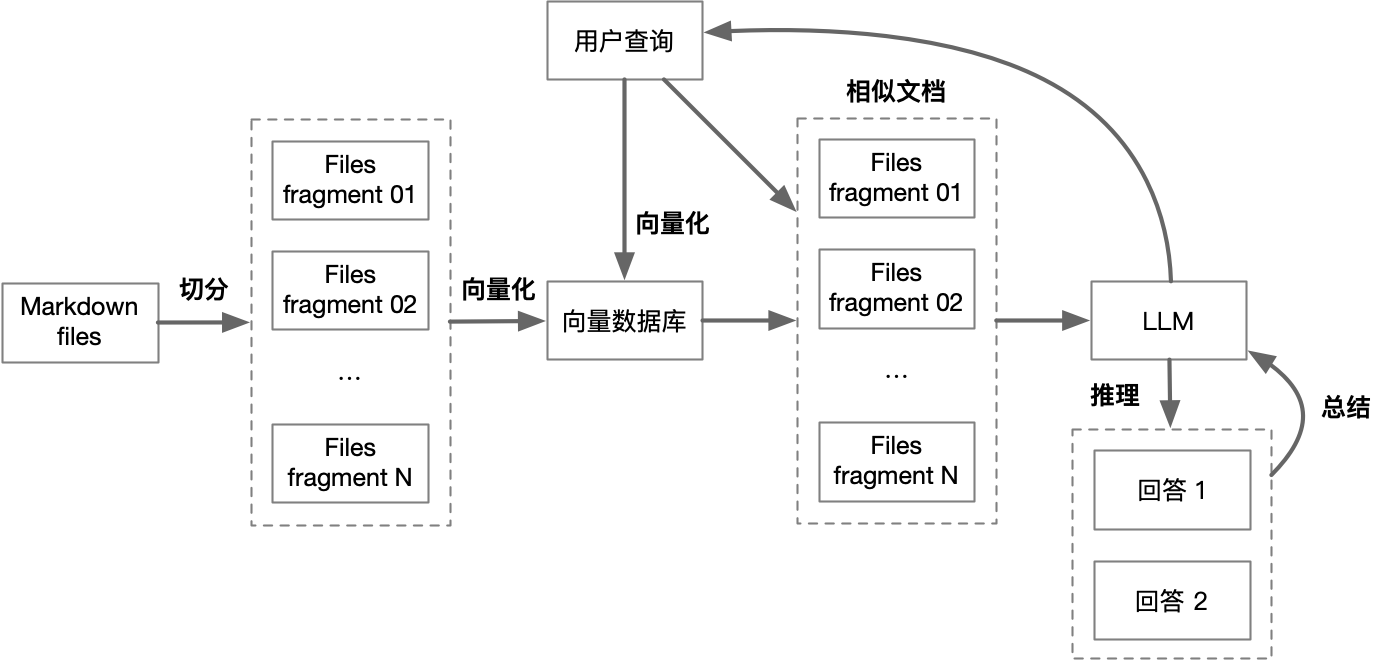 用户查询
相似文档
Files
fragment 01
Files
fragment 01
向量化
Files
fragment 02
Files
fragment 02
Markdown
files
切分
向量化
向量数据库
LLM
...
...
推理
总结
Files
fragment N
Files
fragment N
回答 1
回答 2